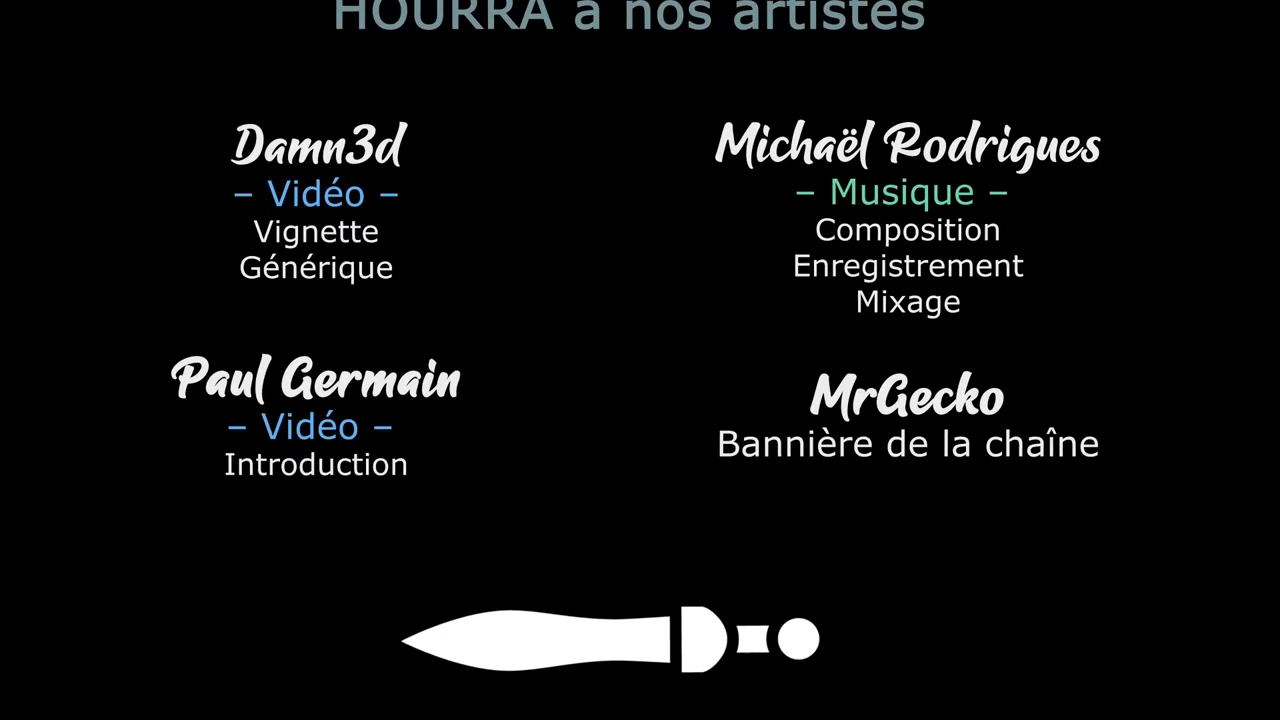 HOURRA à nos artistes
Damn3d
– Vidéo –
Vignette
Générique
Michaël Rodrigues
– Musique –
Composition
Enregistrement
Mixage
Paul Germain
– Vidéo –
Introduction
MrGecko
Bannière de la chaîne